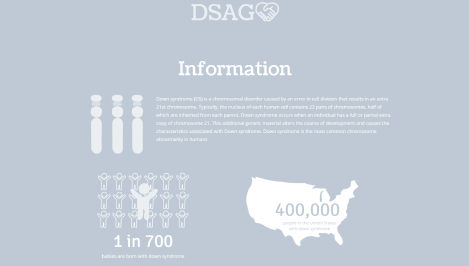 DSAG
Information
Down syndrome (DS) is a chromosomal disorder caused by an error in cell division that results in an extra
21st chromosome. Typically, the nucleus of each human cell contains 23 pairs of chromosomes, half of
which are inherited from each parent. Down syndrome occurs when an individual has a full or partial extra
copy of chromosome 21. This additional genetic material alters the course of development and causes the
characteristics associated with Down syndrome. Down syndrome is the most common chromosome
abnormality in humans.
400,000
people in the United States
with down syndrome
1 in 700
babies are born with down syndrome